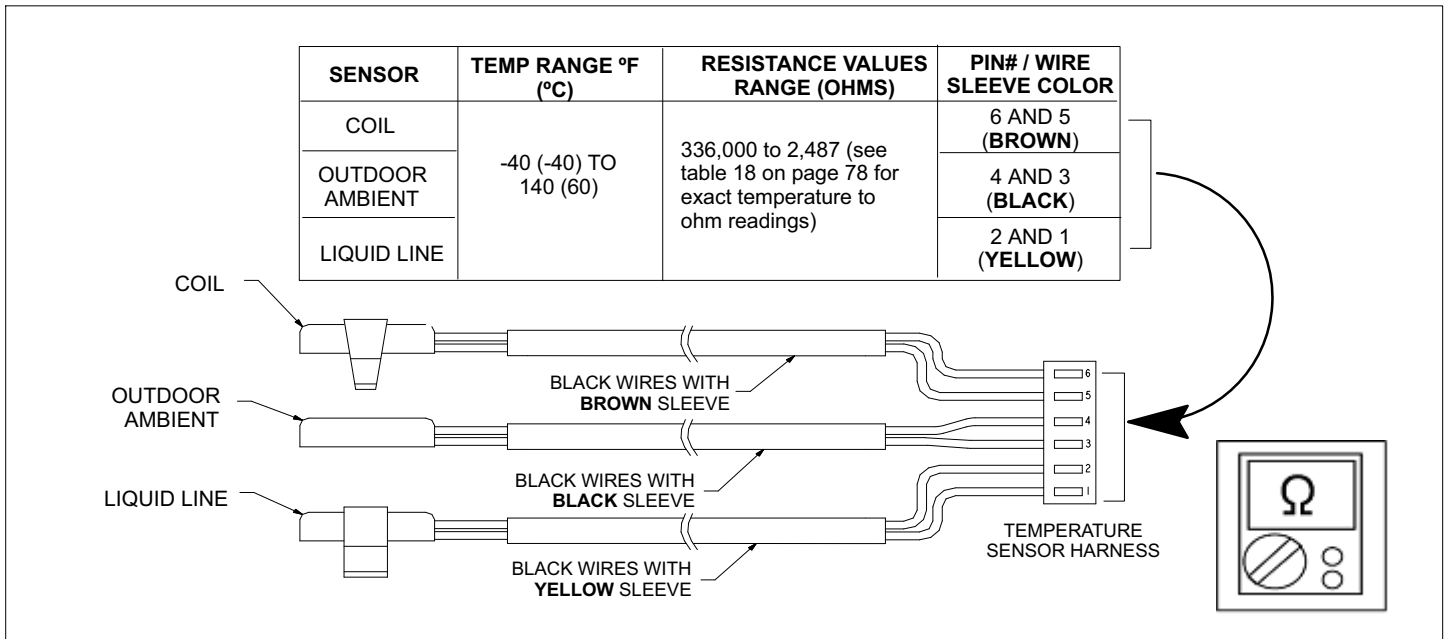 SENSOR
TEMP RANGE ºF
(ºC)
RESISTANCE VALUES
RANGE (OHMS)
PIN# / WIRE
SLEEVE COLOR
COIL
OUTDOOR
AMBIENT
LIQUID LINE
-40 (-40) TO
140 (60)
336,000 to 2,487 (see
table 18 on page 78 for
exact temperature to
ohm readings)
6 AND 5
(BROWN)
4 AND 3
(BLACK)
2 AND 1
(YELLOW)
COIL
BLACK WIRES WITH
BROWN SLEEVE
OUTDOOR
AMBIENT
BLACK WIRES WITH
BLACK SLEEVE
LIQUID LINE
BLACK WIRES WITH
YELLOW SLEEVE
6
5
4
3
2
1
TEMPERATURE
SENSOR HARNESS
Ω